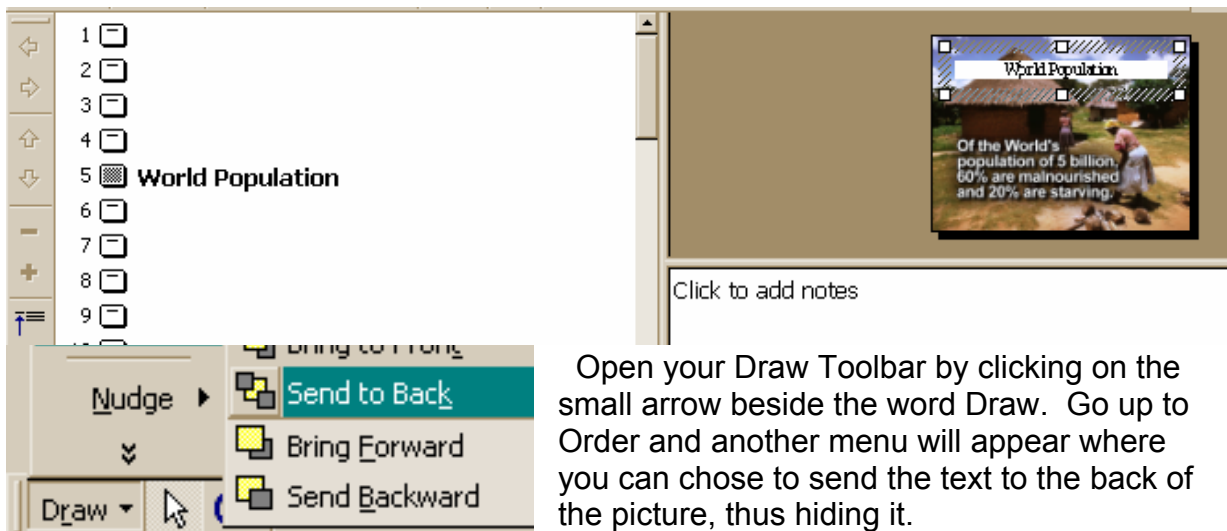 1
2
3
4
5 World Population
6
7
8
9
World Population
Of the World's
population of 5 billion,
60% are malnourished
and 20% are starving.
Click to add notes
Bring to Front
Nudge
Send to Back
Bring Forward
Send Backward
Draw
Open your Draw Toolbar by clicking on the
small arrow beside the word Draw.  Go up to
Order and another menu will appear where
you can chose to send the text to the back of
the picture, thus hiding it.